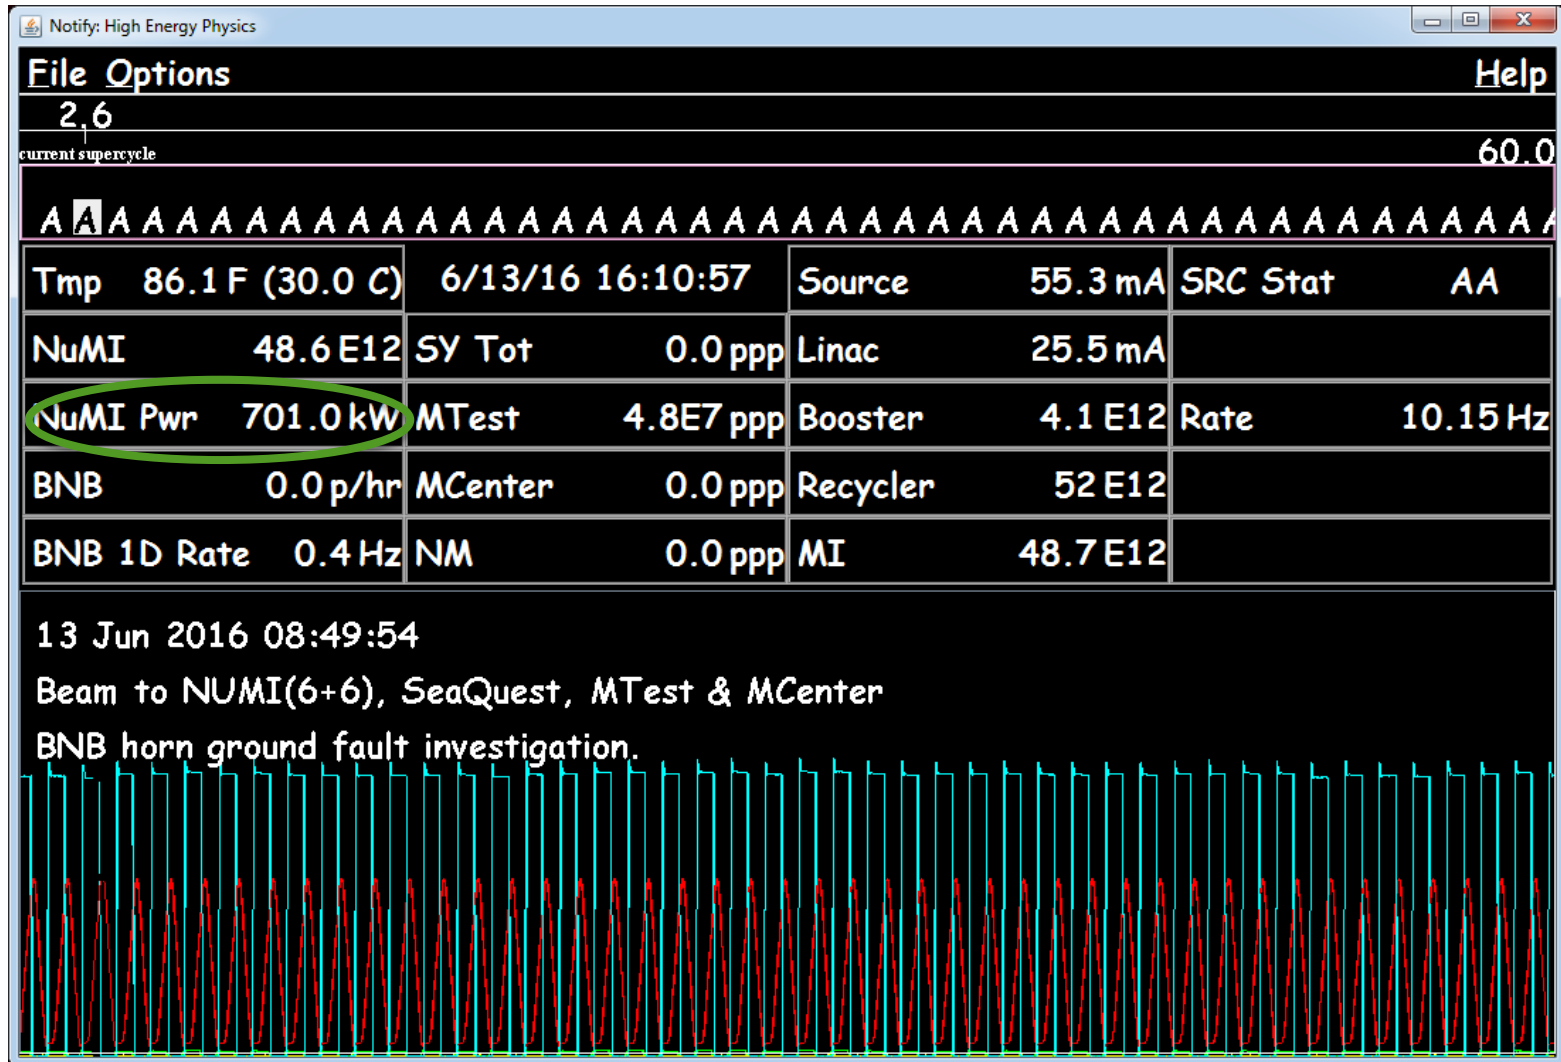 Notify: High Energy Physics
File Options Help
2.6
current supercycle 60.0
A A A A A A A A A A A A A A A A A A A A A A A A A A A A A A A A A A A A A A A A A A A A A
Tmp 86.1 F (30.0 C) 6/13/16 16:10:57 Source 55.3 mA SRC Stat AA
NuMI 48.6 E12 SY Tot 0.0 ppp Linac 25.5 mA
NuMI Pwr 701.0 kW MTest 4.8E7 ppp Booster 4.1 E12 Rate 10.15 Hz
BNB 0.0 p/hr MCenter 0.0 ppp Recycler 52 E12
BNB 1D Rate 0.4 Hz NM 0.0 ppp MI 48.7 E12
13 Jun 2016 08:49:54
Beam to NUMI(6+6), SeaQuest, MTest & MCenter
BNB horn ground fault investigation.